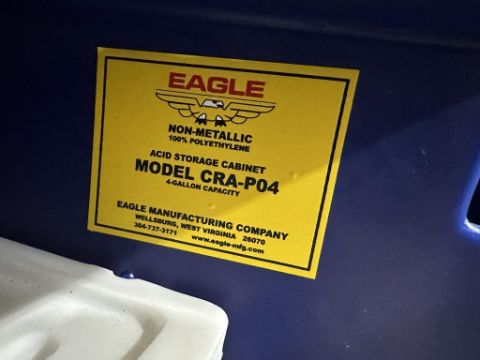 EAGLE
NON-METALLIC
100% POLYETHYLENE
ACID STORAGE CABINET
MODEL CRA-P04
4-GALLON CAPACITY
EAGLE MANUFACTURING COMPANY
WELLSBURG, WEST VIRGINIA 26070
304-737-3171 www.eagle-mfg.com